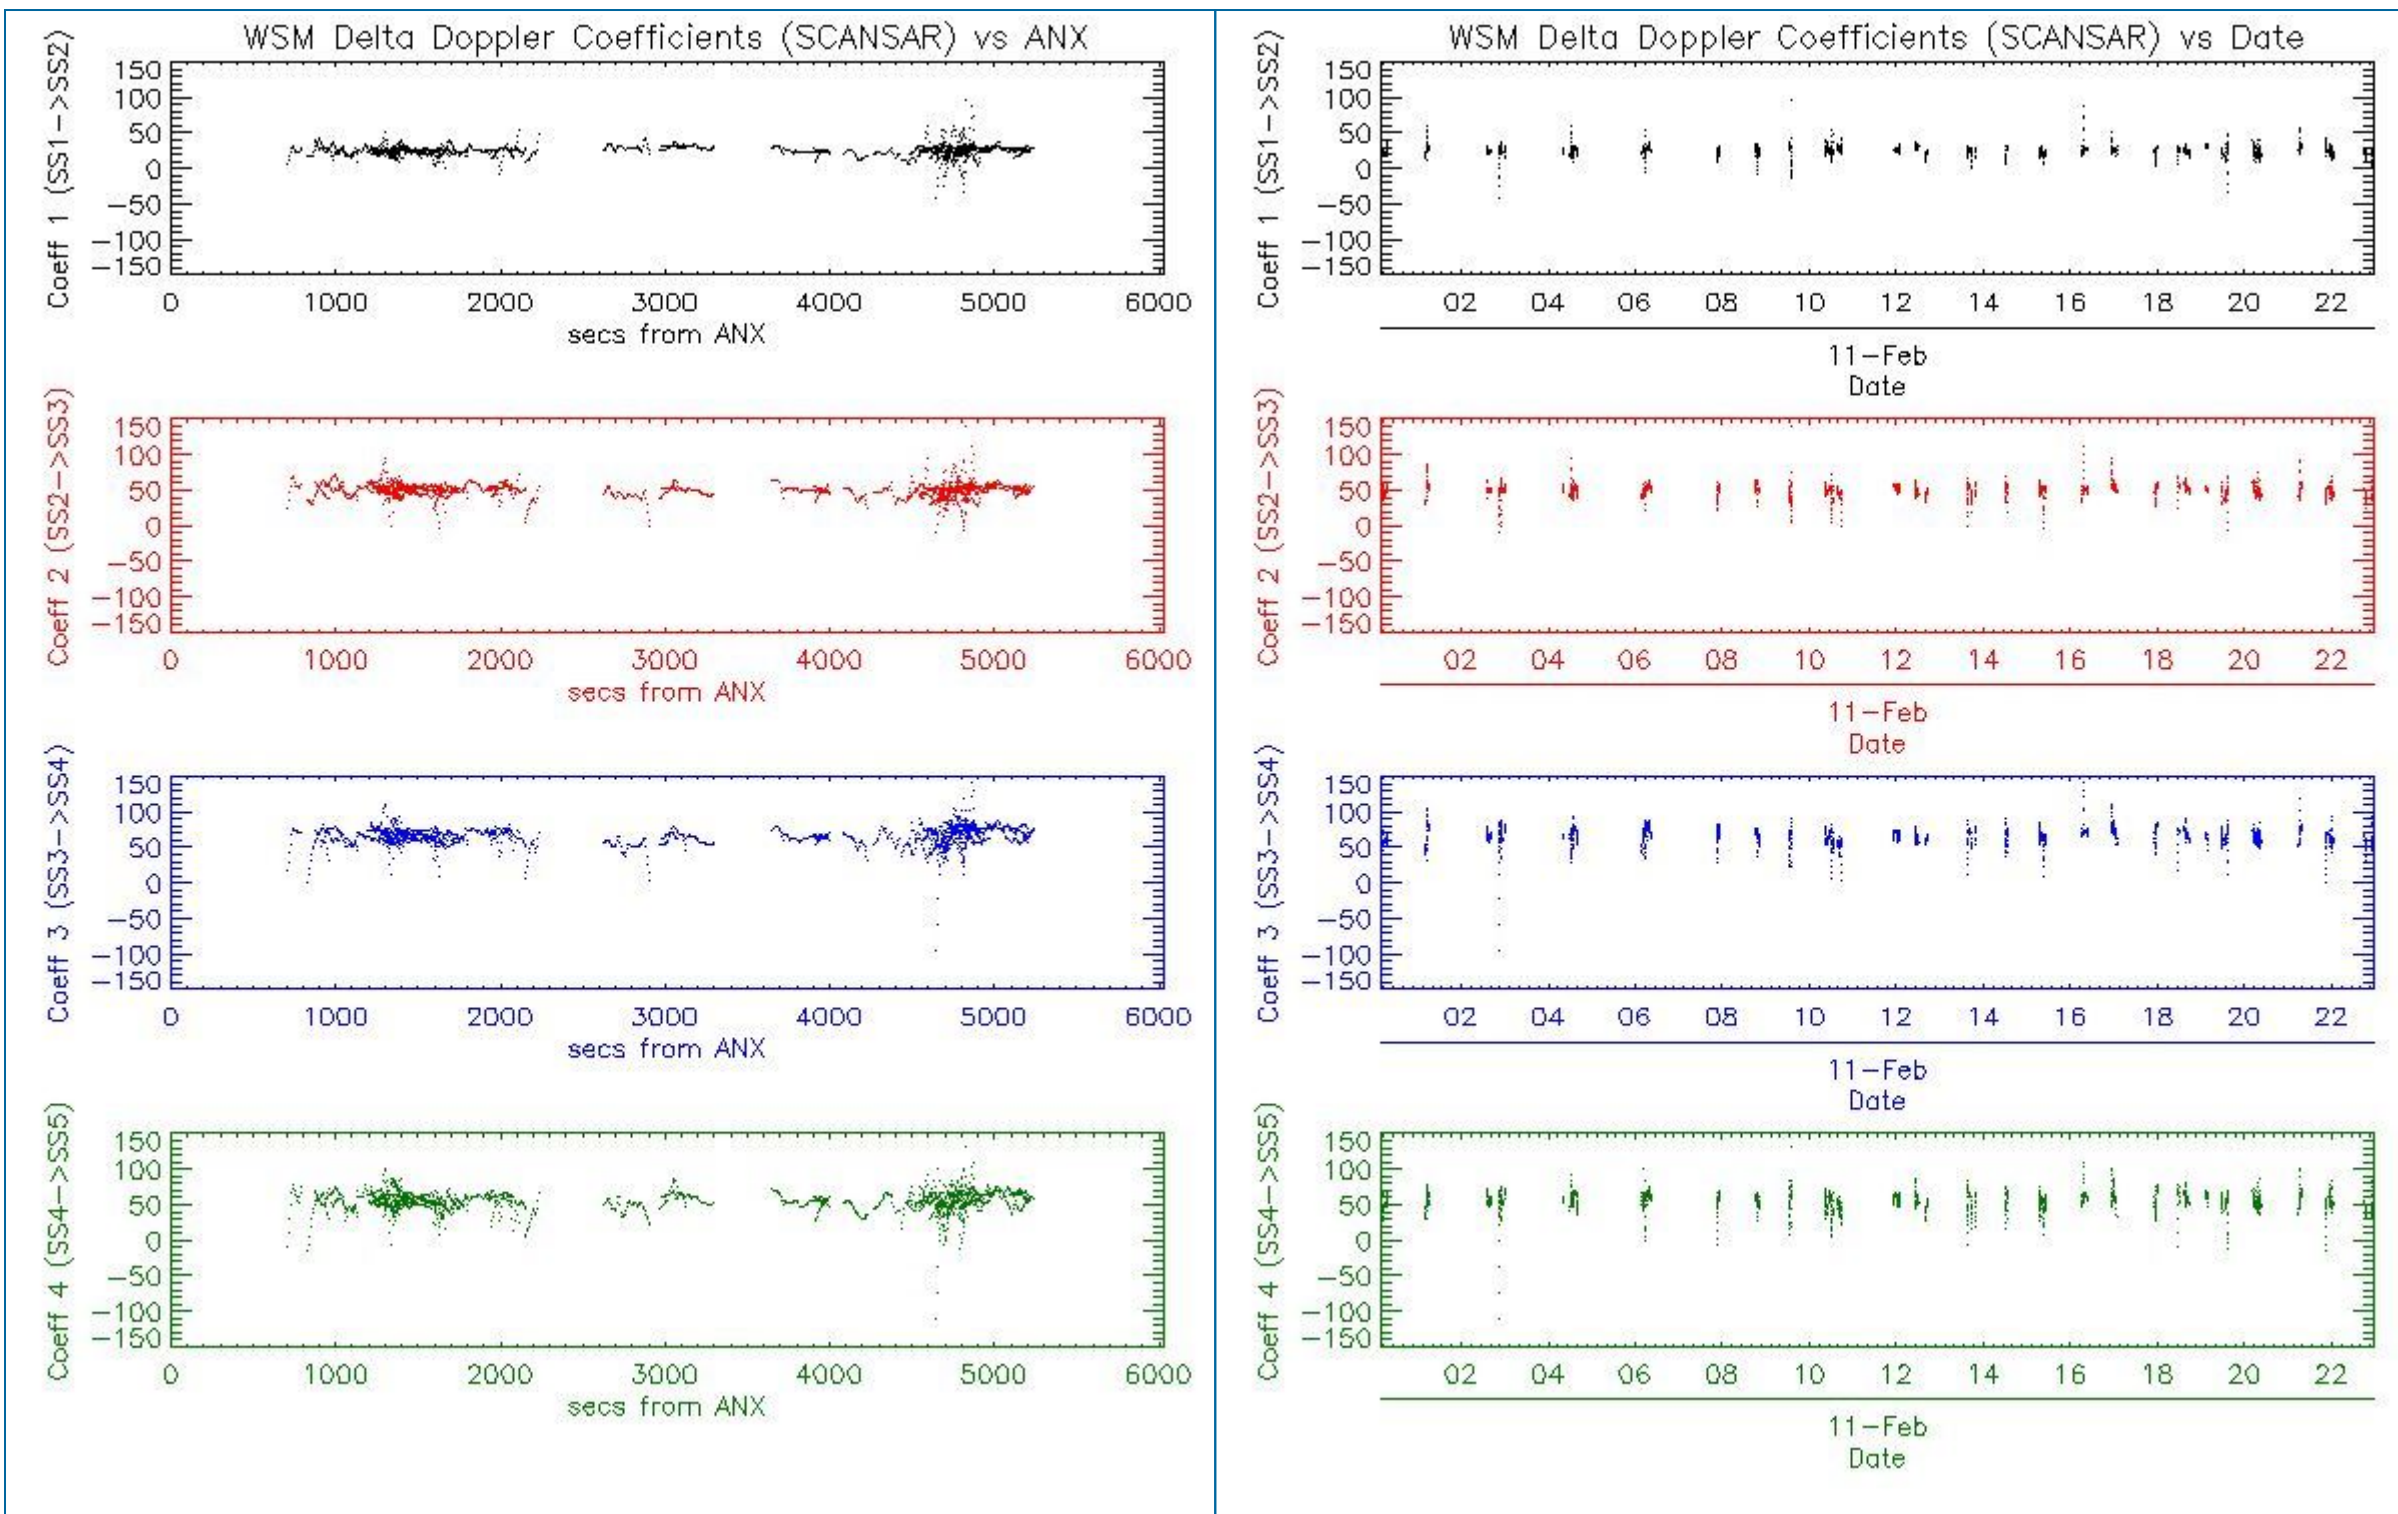 WSM Delta Doppler Coefficients (SCANSAR) vs ANX
Coeff 1 (SS1->SS2)
150
100
50
0
-50
-100
-150
0 1000 2000 3000 4000 5000 6000
secs from ANX
Coeff 2 (SS2->SS3)
150
100
50
0
-50
-100
-150
0 1000 2000 3000 4000 5000 6000
secs from ANX
Coeff 3 (SS3->SS4)
150
100
50
0
-50
-100
-150
0 1000 2000 3000 4000 5000 6000
secs from ANX
Coeff 4 (SS4->SS5)
150
100
50
0
-50
-100
-150
0 1000 2000 3000 4000 5000 6000
secs from ANX
WSM Delta Doppler Coefficients (SCANSAR) vs Date
Coeff 1 (SS1->SS2)
150
100
50
0
-50
-100
-150
02 04 06 08 10 12 14 16 18 20 22
11-Feb
Date
Coeff 2 (SS2->SS3)
150
100
50
0
-50
-100
-150
02 04 06 08 10 12 14 16 18 20 22
11-Feb
Date
Coeff 3 (SS3->SS4)
150
100
50
0
-50
-100
-150
02 04 06 08 10 12 14 16 18 20 22
11-Feb
Date
Coeff 4 (SS4->SS5)
150
100
50
0
-50
-100
-150
02 04 06 08 10 12 14 16 18 20 22
11-Feb
Date